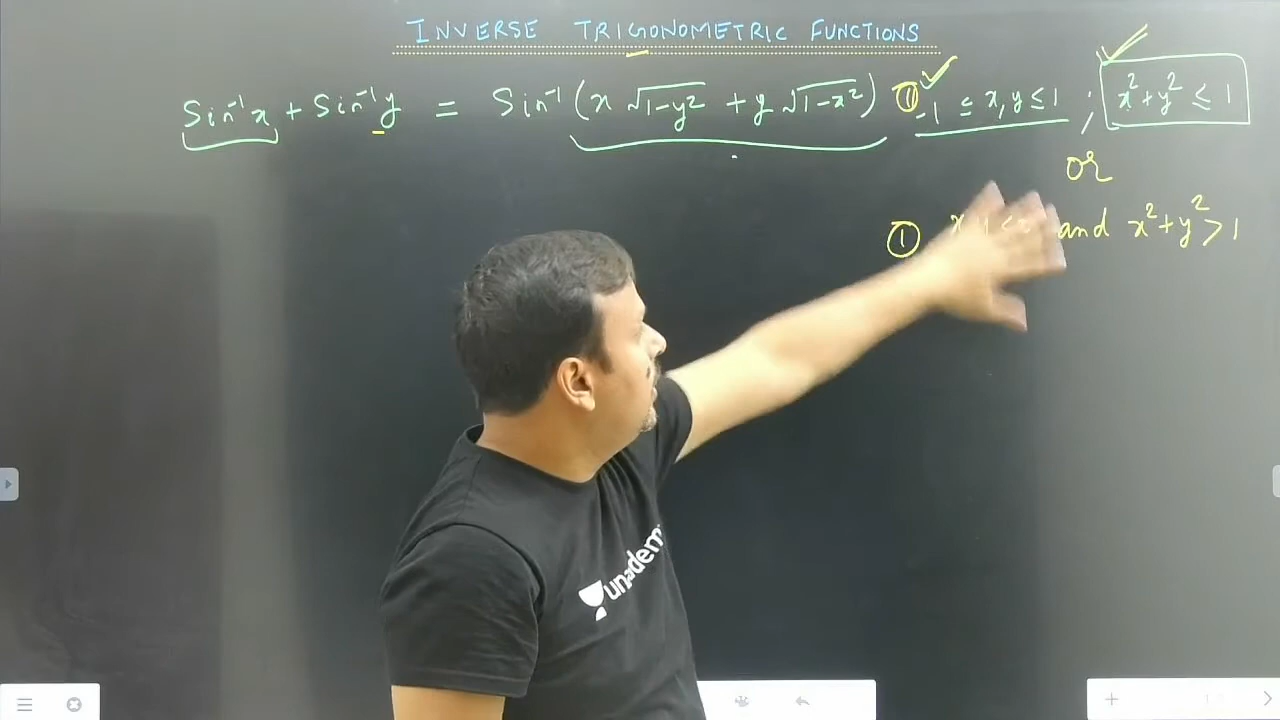 INVERSE TRIGONOMETRIC FUNCTIONS
Sin⁻¹x + Sin⁻¹y = Sin⁻¹(x √1-y² + y √1-x²) ① -1 ≤ x,y ≤ 1 ; x²+y² ≤ 1
or
① and x²+y² > 1
unacademy